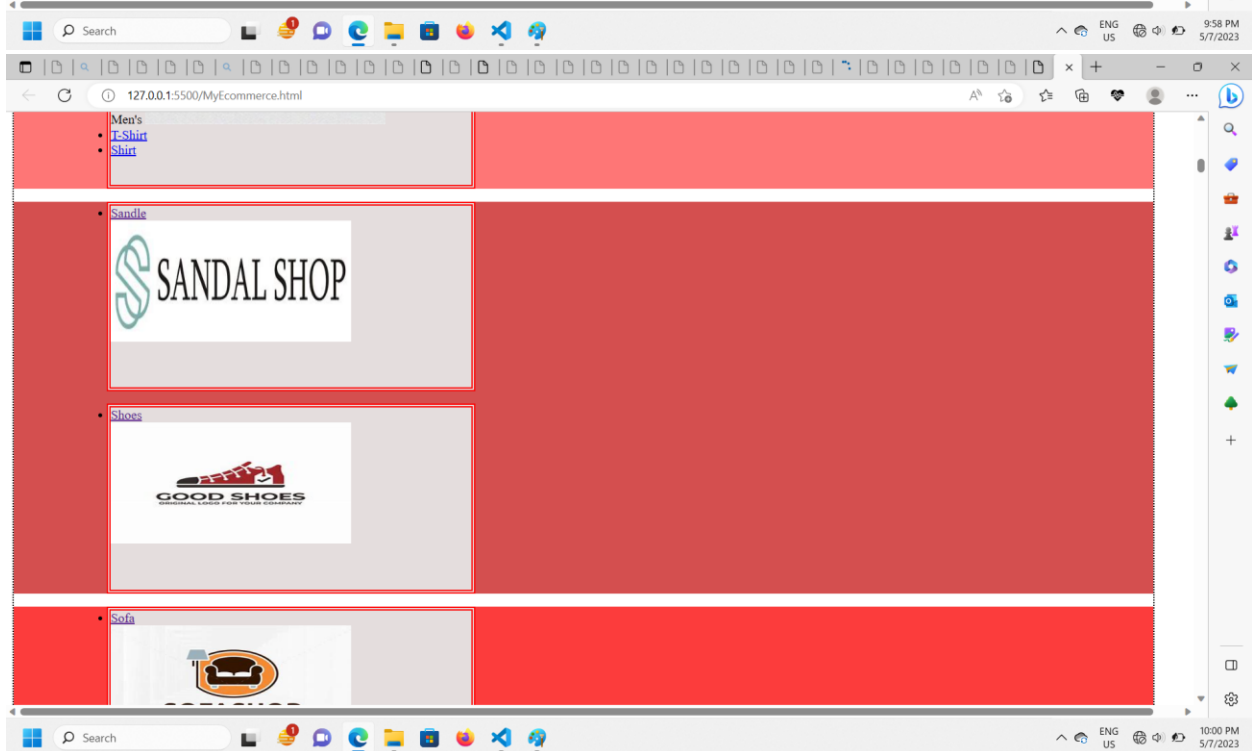 Search
ENG
US
9:58 PM
5/7/2023
127.0.0.1:5500/MyEcommerce.html
Men's
T-Shirt
Shirt
Sandle
SANDAL SHOP
Shoes
GOOD SHOES
ORIGINAL LOGO FOR YOUR COMPANY
Sofa
Search
ENG
US
10:00 PM
5/7/2023